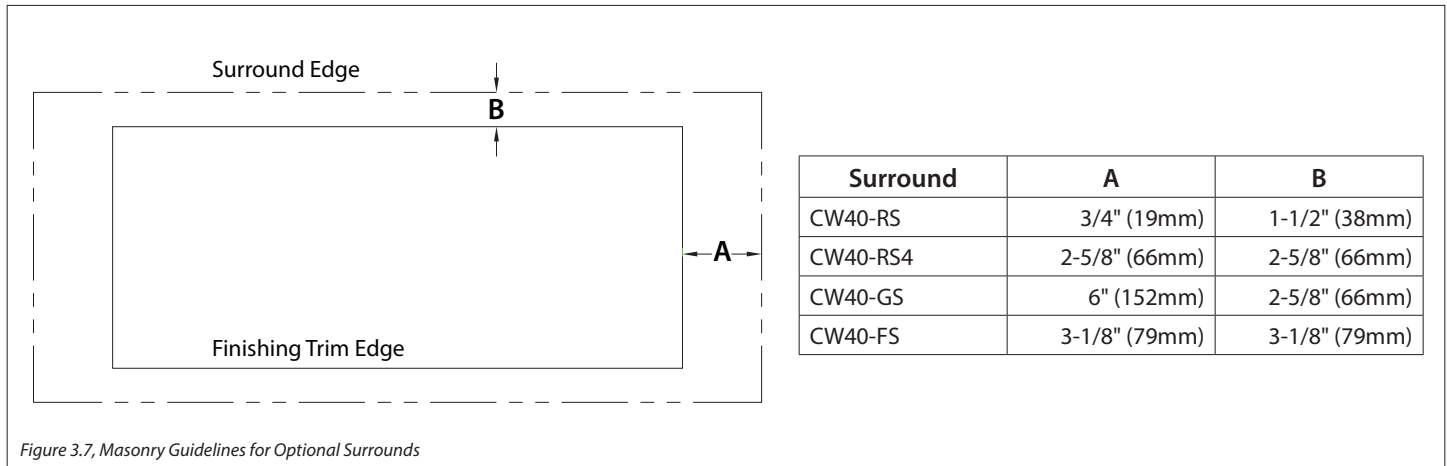 Surround Edge
B
A
Finishing Trim Edge
Surround A B
CW40-RS 3/4" (19mm) 1-1/2" (38mm)
CW40-RS4 2-5/8" (66mm) 2-5/8" (66mm)
CW40-GS 6" (152mm) 2-5/8" (66mm)
CW40-FS 3-1/8" (79mm) 3-1/8" (79mm)
Figure 3.7, Masonry Guidelines for Optional Surrounds